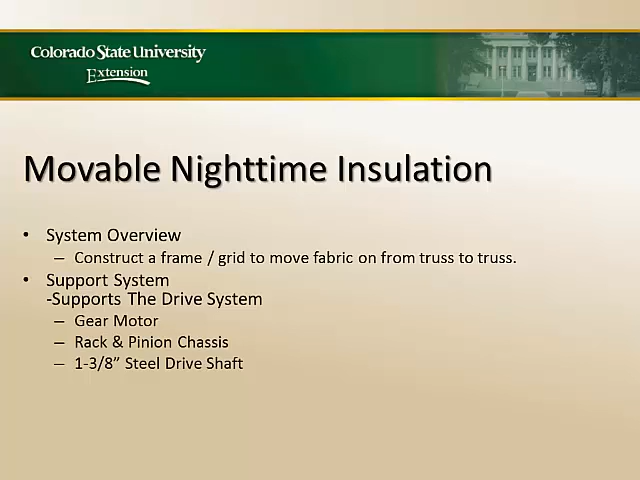 Colorado State University
Extension
Movable Nighttime Insulation
• System Overview
– Construct a frame / grid to move fabric on from truss to truss.
• Support System
-Supports The Drive System
– Gear Motor
– Rack & Pinion Chassis
– 1-3/8” Steel Drive Shaft